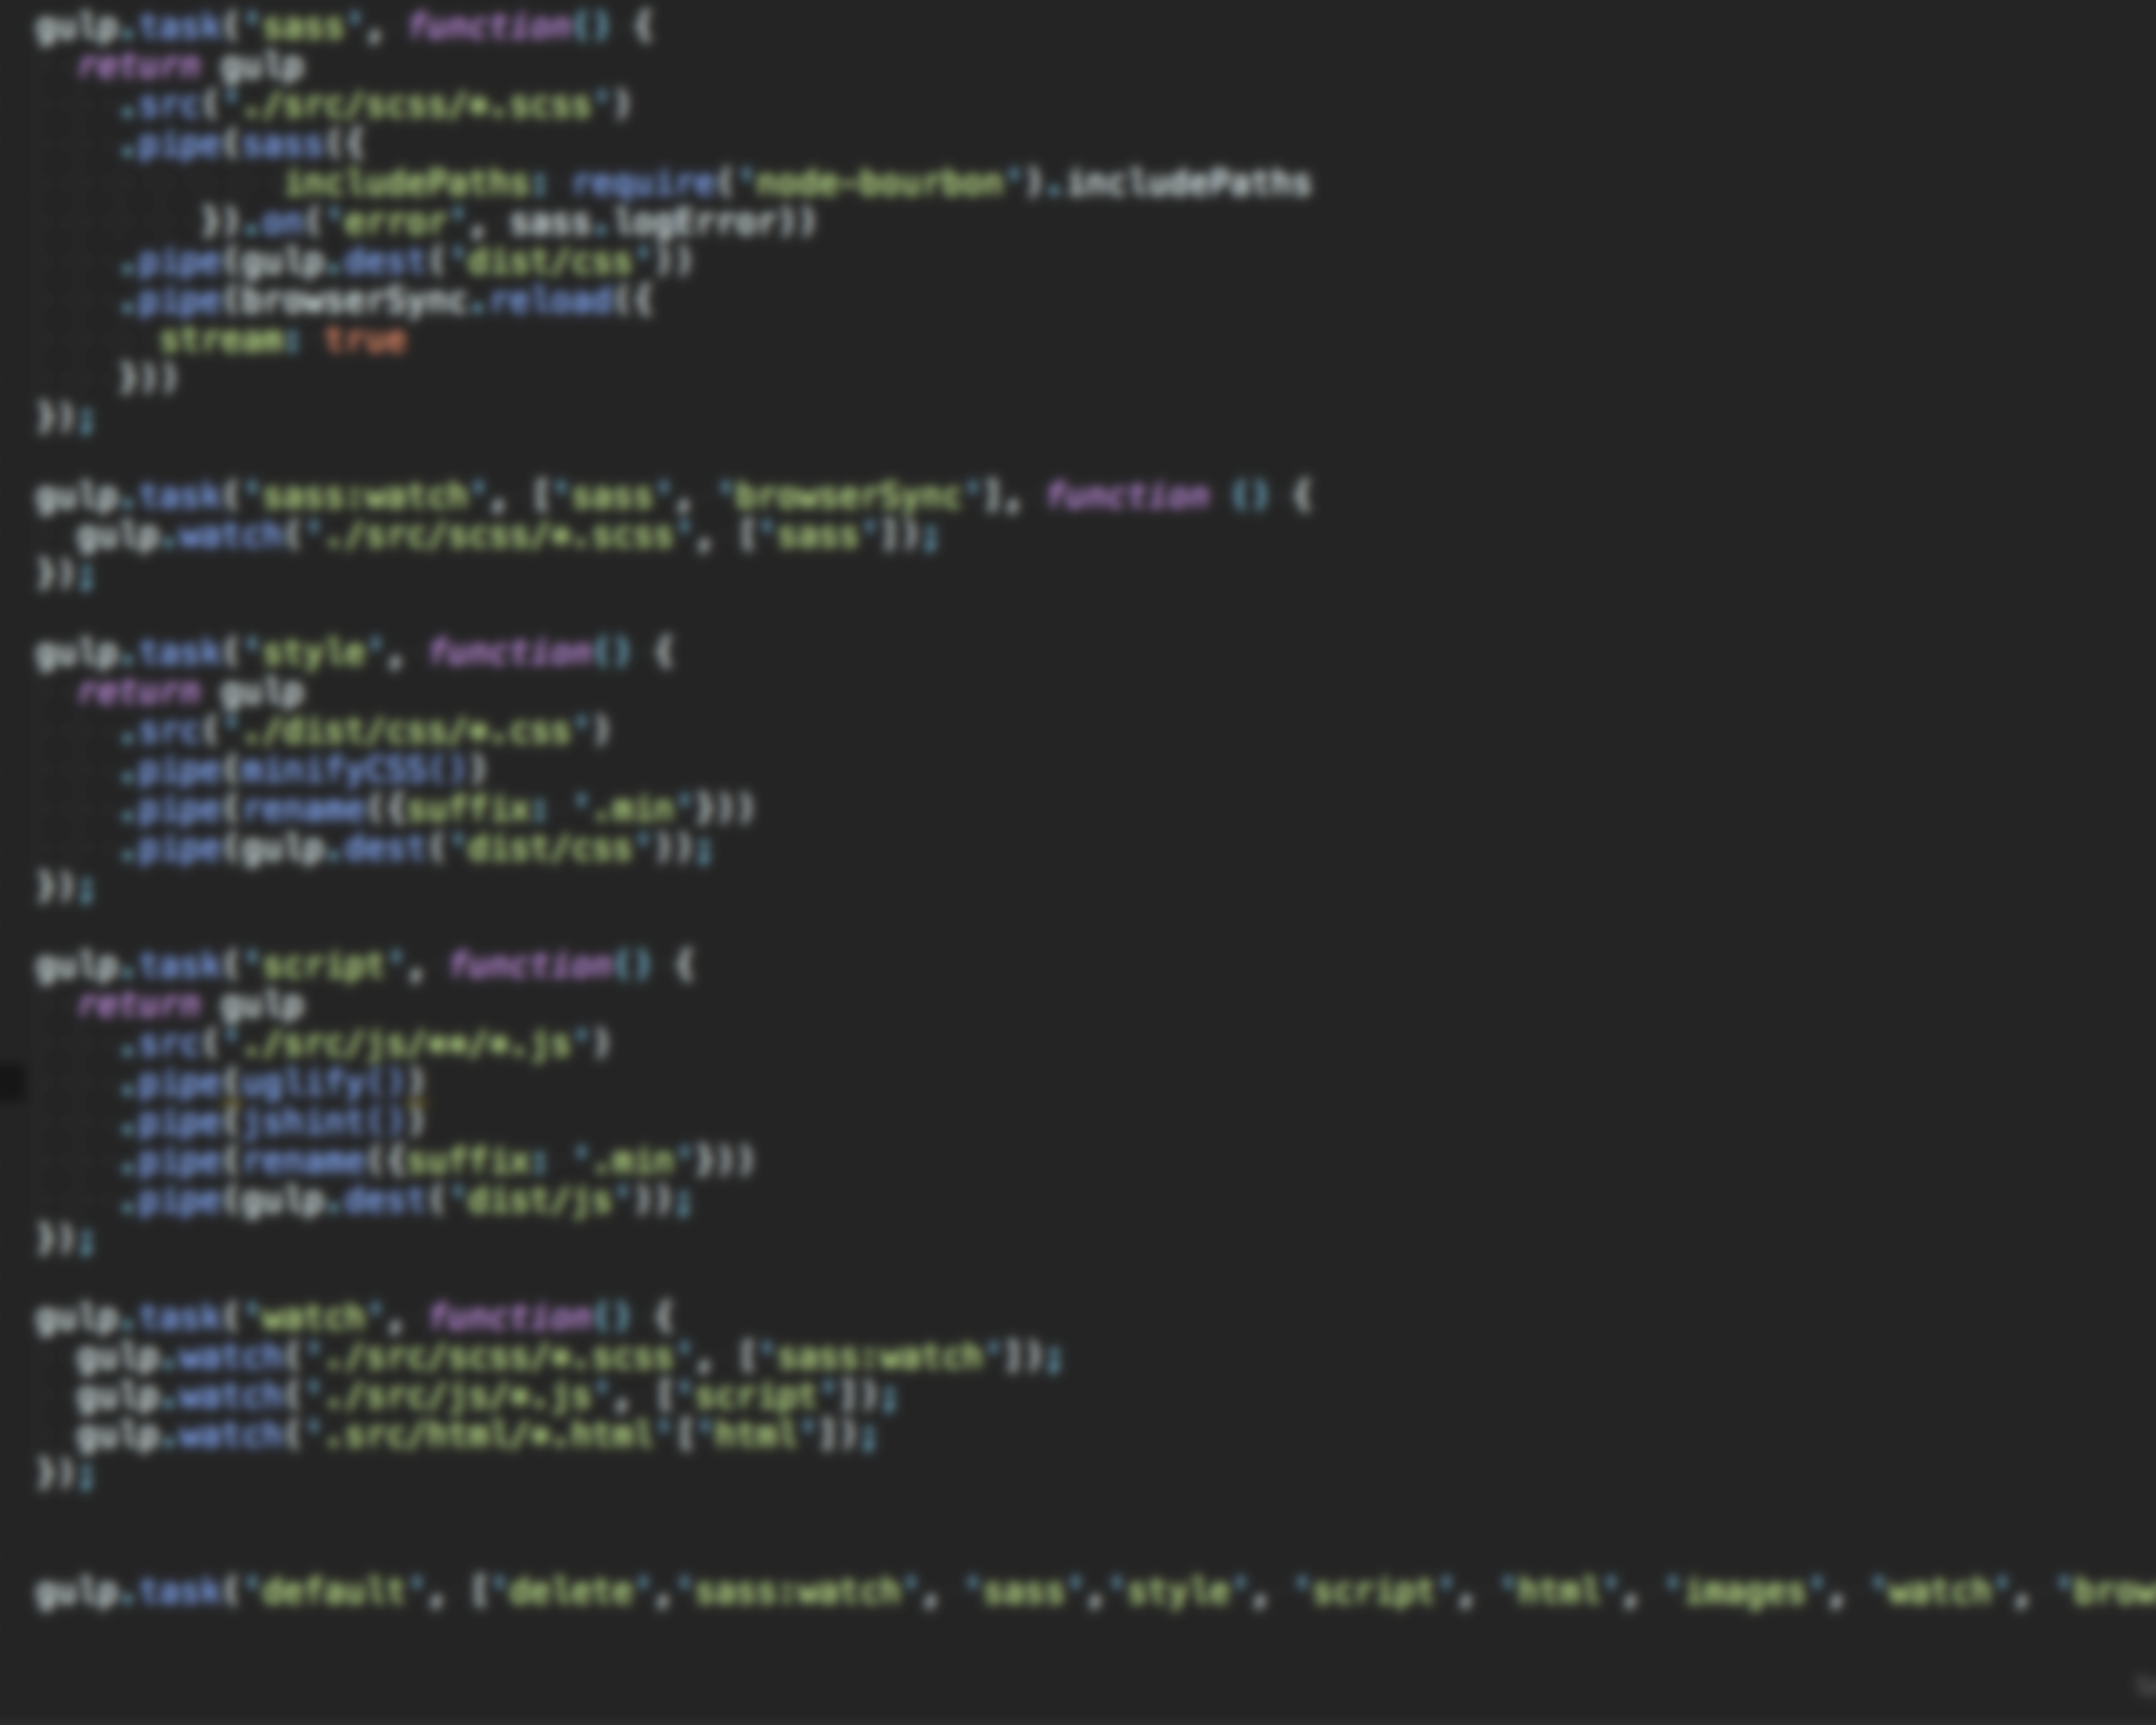 gulp.task('sass', function() {
  return gulp
    .src('./src/scss/*.scss')
    .pipe(sass({
            includePaths: require('node-bourbon').includePaths
        }).on('error', sass.logError))
    .pipe(gulp.dest('dist/css'))
    .pipe(browserSync.reload({
      stream: true
    }))
});
gulp.task('sass:watch', ['sass', 'browserSync'], function () {
  gulp.watch('./src/scss/*.scss', ['sass']);
});
gulp.task('style', function() {
  return gulp
    .src('./dist/css/*.css')
    .pipe(minifyCSS())
    .pipe(rename({suffix: '.min'}))
    .pipe(gulp.dest('dist/css'));
});
gulp.task('script', function() {
  return gulp
    .src('./src/js/**/*.js')
    .pipe(uglify())
    .pipe(jshint())
    .pipe(rename({suffix: '.min'}))
    .pipe(gulp.dest('dist/js'));
});
gulp.task('watch', function() {
  gulp.watch('./src/scss/*.scss', ['sass:watch']);
  gulp.watch('./src/js/*.js', ['script']);
  gulp.watch('.src/html/*.html'['html']);
});
gulp.task('default', ['delete','sass:watch', 'sass','style', 'script', 'html', 'images', 'watch', 'brow